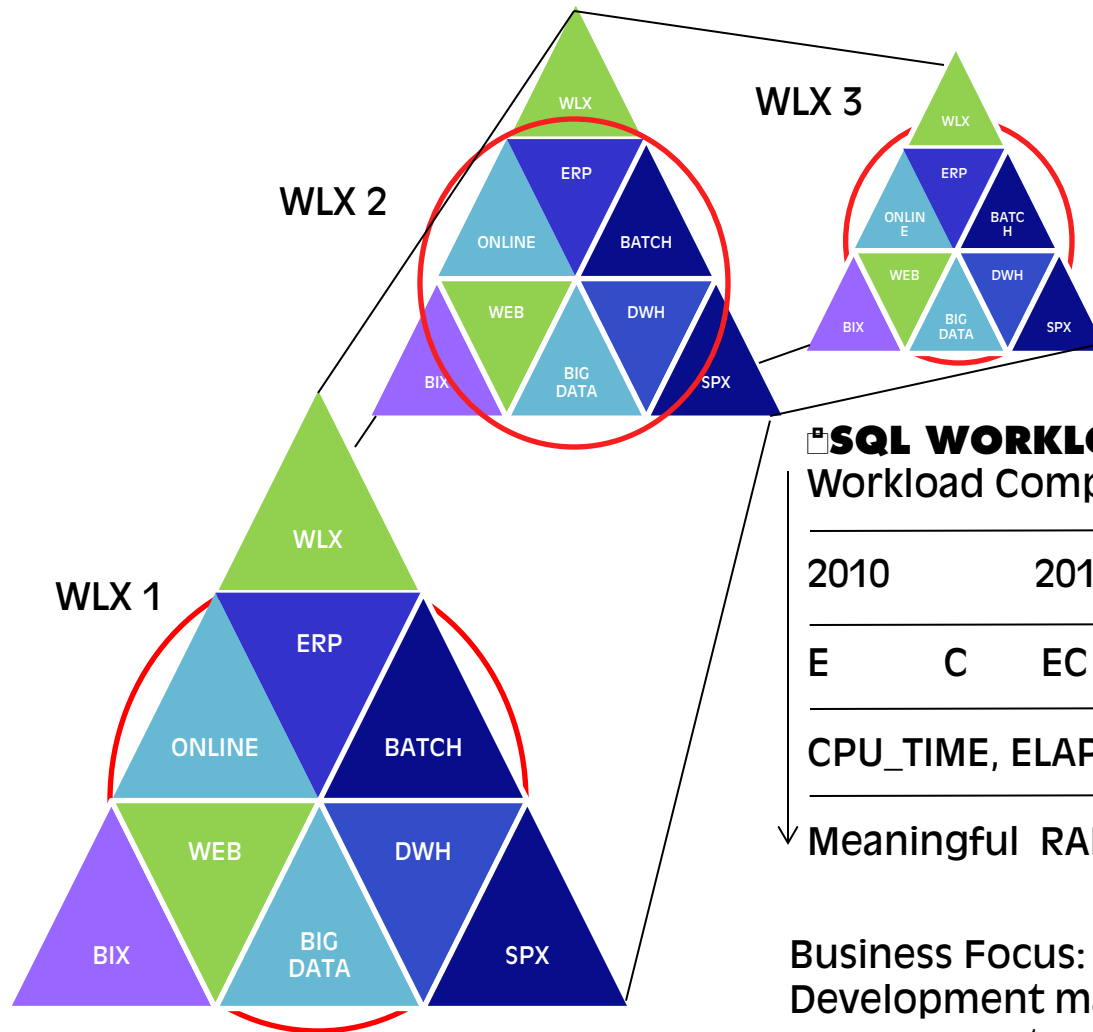 WLX 3
WLX
ERP
ONLIN
E
BATC
H
WEB
DWH
BIX
BIG
DATA
SPX
WLX 2
WLX
ERP
ONLINE
BATCH
WEB
DWH
BIX
BIG
DATA
SPX
WLX 1
WLX
ERP
ONLINE
BATCH
WEB
DWH
BIX
BIG
DATA
SPX
SQL
Workload
2010
E C EC
CPU_TIME,
Meaningful
Business Focus:
Development